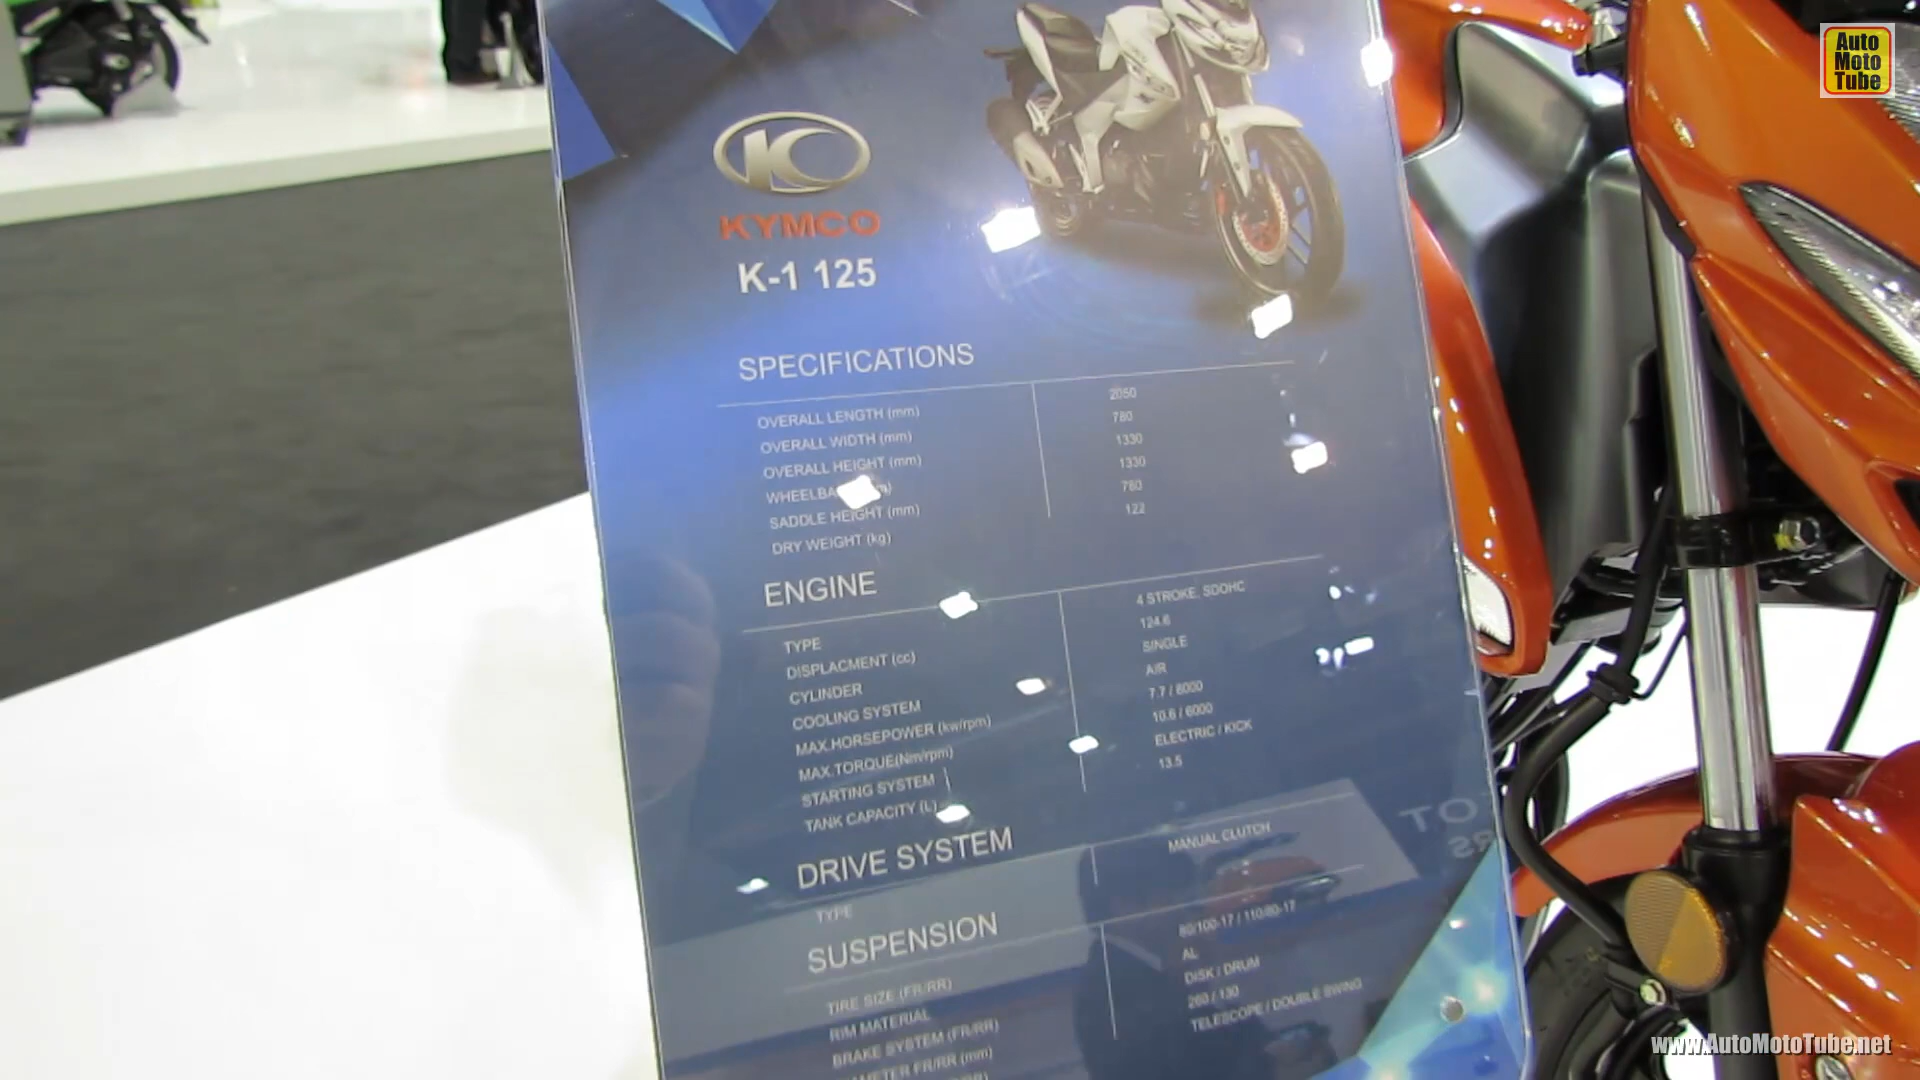 Auto
Moto
Tube
KYMCO
K-1 125
SPECIFICATIONS
OVERALL LENGTH (mm) 2050
OVERALL WIDTH (mm) 780
OVERALL HEIGHT (mm) 1330
WHEELBA 1330
SADDLE HEIGHT (mm) 780
DRY WEIGHT (kg) 122
ENGINE
TYPE 4 STROKE, SDOHC
DISPLACMENT (cc) 124.6
CYLINDER SINGLE
COOLING SYSTEM AIR
MAX.HORSEPOWER (kw/rpm) 7.7 / 8000
MAX.TORQUE(Nm/rpm) 10.6 / 6000
STARTING SYSTEM ELECTRIC / KICK
TANK CAPACITY (L) 13.5
DRIVE SYSTEM
TYPE MANUAL CLUTCH
SUSPENSION
TIRE SIZE (FR/RR) 80/100-17 / 110/80-17
RIM MATERIAL AL
BRAKE SYSTEM (FR/RR) DISK / DRUM
FR/RR (mm) 260 / 130
TELESCOPE / DOUBLE SWING
www.AutoMotoTube.net